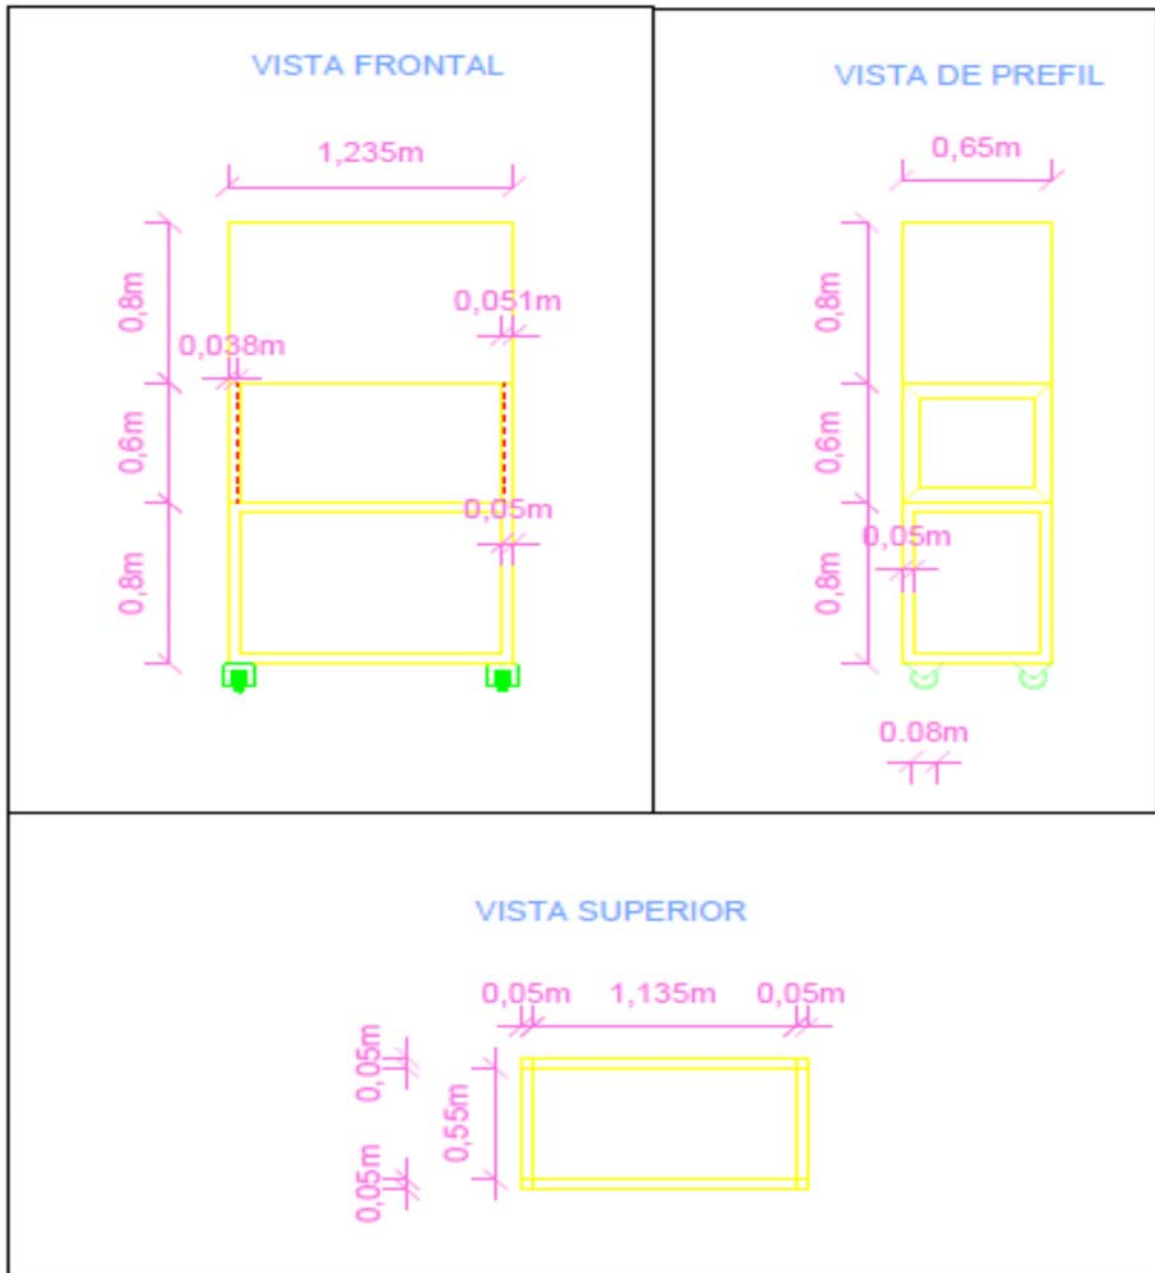 VISTA FRONTAL
1,235m
0,8m
0,051m
0,038m
0,6m
0,05m
0,8m
VISTA DE PREFIL
0,65m
0,8m
0,6m
0,05m
0,8m
0.08m
VISTA SUPERIOR
0,05m 1,135m 0,05m
0,05m
0,55m
0,05m